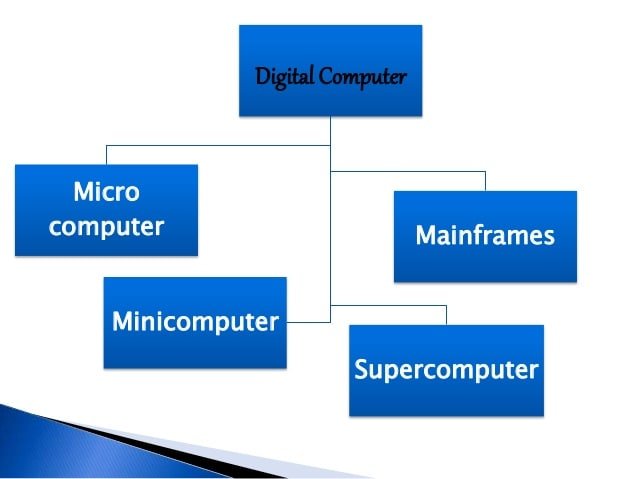 Digital Computer
Micro
computer
Mainframes
Minicomputer
Supercomputer